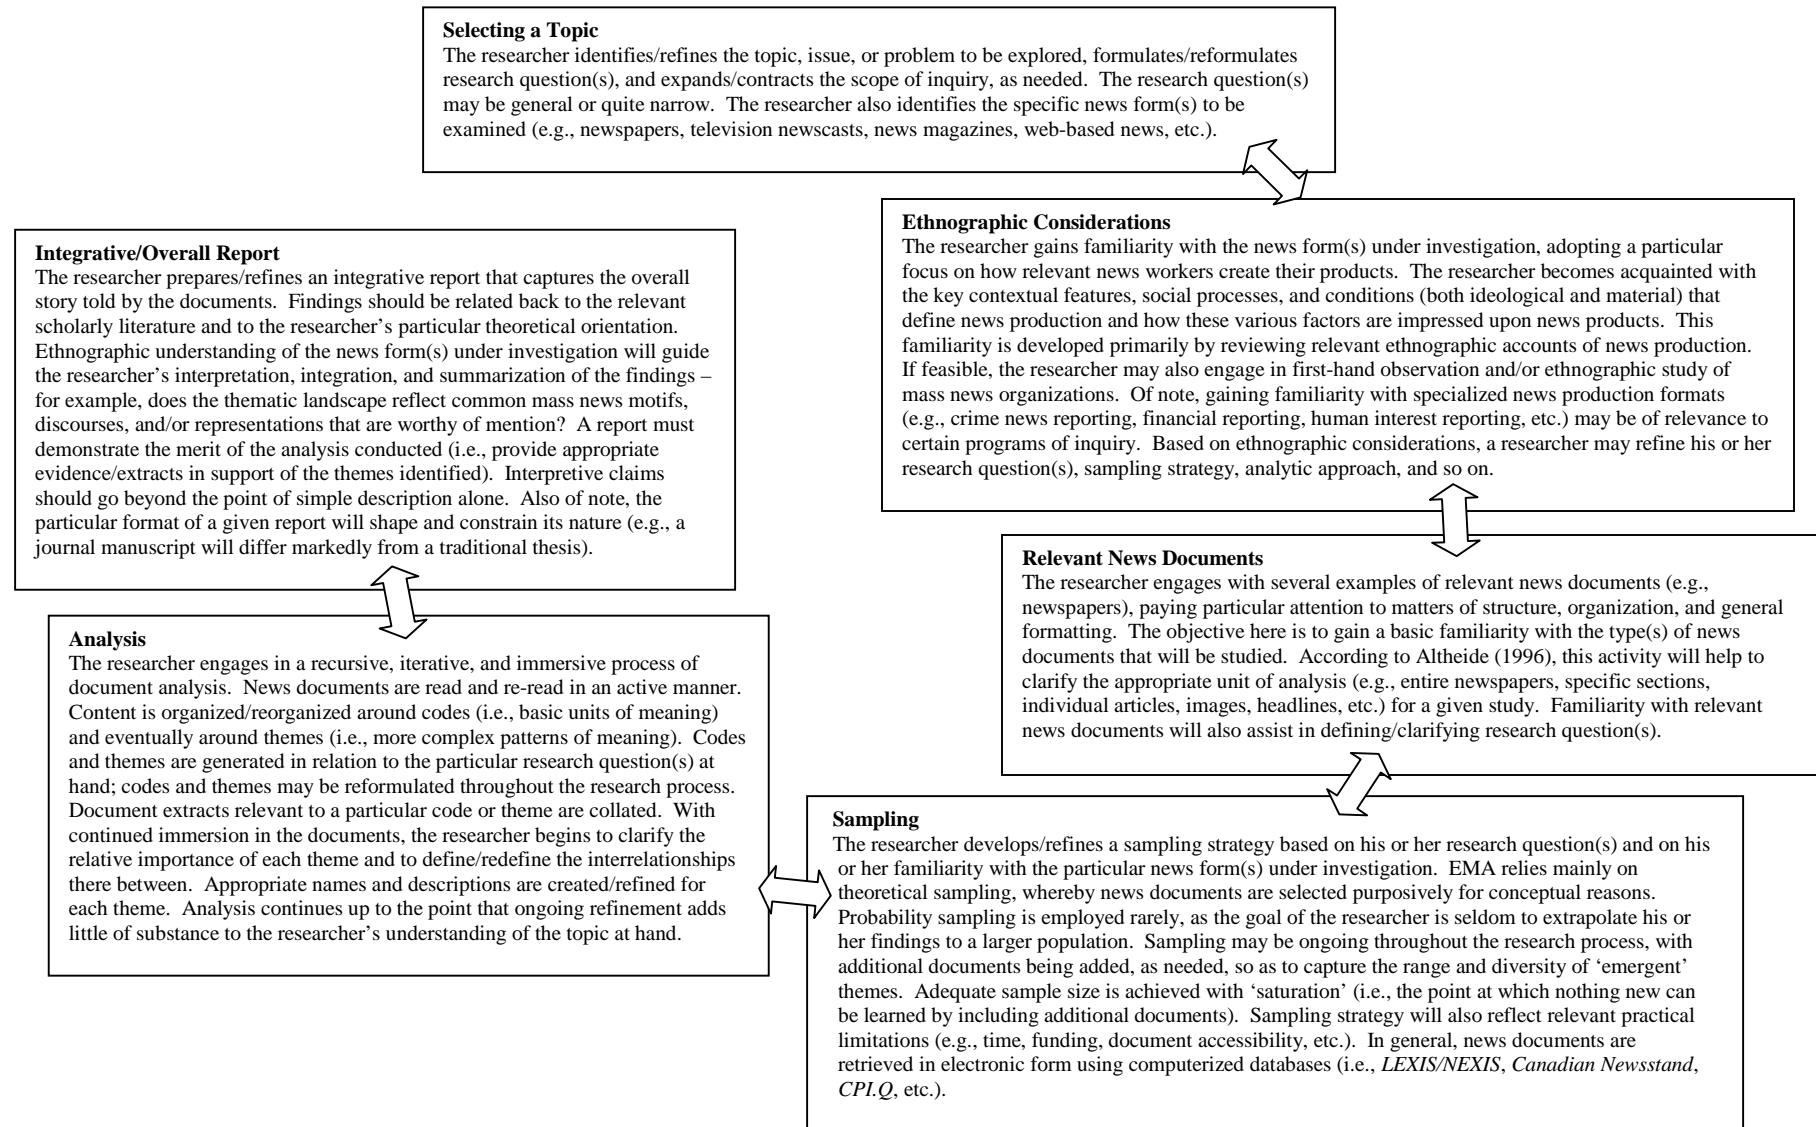 Selecting a Topic
The researcher identifies/refines the topic, issue, or problem to be explored, formulates/reformulates
research question(s), and expands/contracts the scope of inquiry, as needed.  The research question(s)
may be general or quite narrow.  The researcher also identifies the specific news form(s) to be
examined (e.g., newspapers, television newscasts, news magazines, web-based news, etc.).
Ethnographic Considerations
The researcher gains familiarity with the news form(s) under investigation, adopting a particular
focus on how relevant news workers create their products.  The researcher becomes acquainted with
the key contextual features, social processes, and conditions (both ideological and material) that
define news production and how these various factors are impressed upon news products.  This
familiarity is developed primarily by reviewing relevant ethnographic accounts of news production.
If feasible, the researcher may also engage in first-hand observation and/or ethnographic study of
mass news organizations.  Of note, gaining familiarity with specialized news production formats
(e.g., crime news reporting, financial reporting, human interest reporting, etc.) may be of relevance to
certain programs of inquiry.  Based on ethnographic considerations, a researcher may refine his or her
research question(s), sampling strategy, analytic approach, and so on.
Relevant News Documents
The researcher engages with several examples of relevant news documents (e.g.,
newspapers), paying particular attention to matters of structure, organization, and general
formatting.  The objective here is to gain a basic familiarity with the type(s) of news
documents that will be studied.  According to Altheide (1996), this activity will help to
clarify the appropriate unit of analysis (e.g., entire newspapers, specific sections,
individual articles, images, headlines, etc.) for a given study.  Familiarity with relevant
news documents will also assist in defining/clarifying research question(s).
Sampling
The researcher develops/refines a sampling strategy based on his or her research question(s) and on his
or her familiarity with the particular news form(s) under investigation.  EMA relies mainly on
theoretical sampling, whereby news documents are selected purposively for conceptual reasons.
Probability sampling is employed rarely, as the goal of the researcher is seldom to extrapolate his or
her findings to a larger population.  Sampling may be ongoing throughout the research process, with
additional documents being added, as needed, so as to capture the range and diversity of ‘emergent’
themes.  Adequate sample size is achieved with ‘saturation’ (i.e., the point at which nothing new can
be learned by including additional documents).  Sampling strategy will also reflect relevant practical
limitations (e.g., time, funding, document accessibility, etc.).  In general, news documents are
retrieved in electronic form using computerized databases (i.e., LEXIS/NEXIS, Canadian Newsstand,
CPI.Q, etc.).
Analysis
The researcher engages in a recursive, iterative, and immersive process of
document analysis.  News documents are read and re-read in an active manner.
Content is organized/reorganized around codes (i.e., basic units of meaning)
and eventually around themes (i.e., more complex patterns of meaning).  Codes
and themes are generated in relation to the particular research question(s) at
hand; codes and themes may be reformulated throughout the research process.
Document extracts relevant to a particular code or theme are collated.  With
continued immersion in the documents, the researcher begins to clarify the
relative importance of each theme and to define/redefine the interrelationships
there between.  Appropriate names and descriptions are created/refined for
each theme.  Analysis continues up to the point that ongoing refinement adds
little of substance to the researcher’s understanding of the topic at hand.
Integrative/Overall Report
The researcher prepares/refines an integrative report that captures the overall
story told by the documents.  Findings should be related back to the relevant
scholarly literature and to the researcher’s particular theoretical orientation.
Ethnographic understanding of the news form(s) under investigation will guide
the researcher’s interpretation, integration, and summarization of the findings –
for example, does the thematic landscape reflect common mass news motifs,
discourses, and/or representations that are worthy of mention?  A report must
demonstrate the merit of the analysis conducted (i.e., provide appropriate
evidence/extracts in support of the themes identified).  Interpretive claims
should go beyond the point of simple description alone.  Also of note, the
particular format of a given report will shape and constrain its nature (e.g., a
journal manuscript will differ markedly from a traditional thesis).